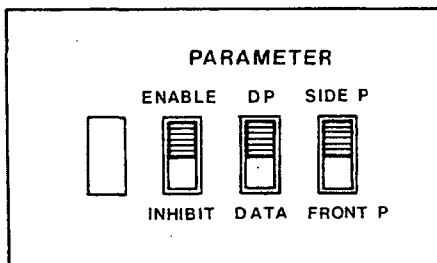 PARAMETER
ENABLE DP SIDE P
INHIBIT DATA FRONT P